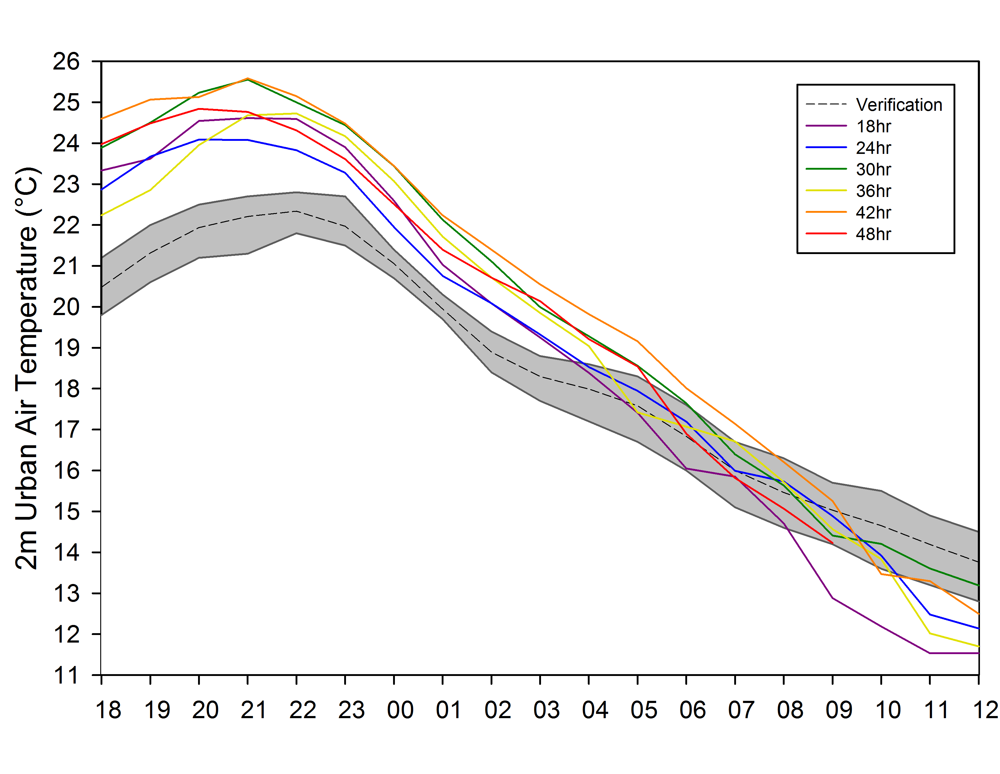 2m Urban Air Temperature (°C)
26
25
24
23
22
21
20
19
18
17
16
15
14
13
12
11
Verification
18hr
24hr
30hr
36hr
42hr
48hr
18 19 20 21 22 23 00 01 02 03 04 05 06 07 08 09 10 11 12